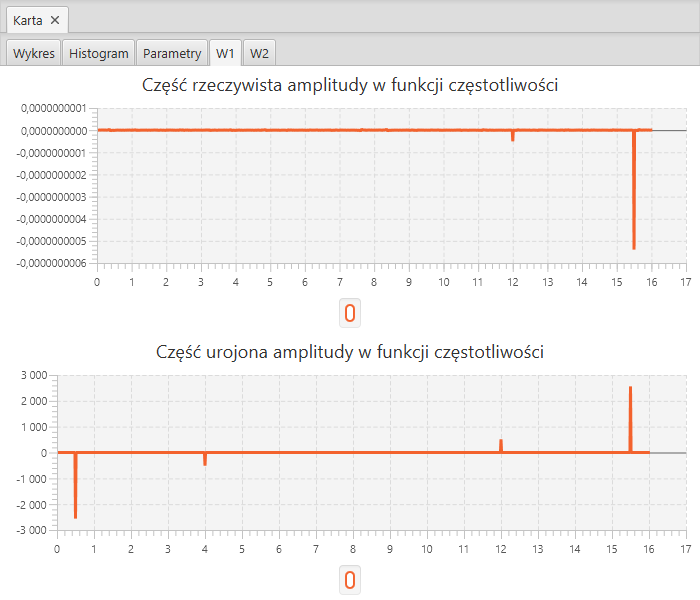 Karta ×
Wykres Histogram Parametry W1 W2
Część rzeczywista amplitudy w funkcji częstotliwości
0,0000000001
0,0000000000
-0,0000000001
-0,0000000002
-0,0000000003
-0,0000000004
-0,0000000005
-0,0000000006
0 1 2 3 4 5 6 7 8 9 10 11 12 13 14 15 16 17
Część urojona amplitudy w funkcji częstotliwości
3 000
2 000
1 000
0
-1 000
-2 000
-3 000
0 1 2 3 4 5 6 7 8 9 10 11 12 13 14 15 16 17